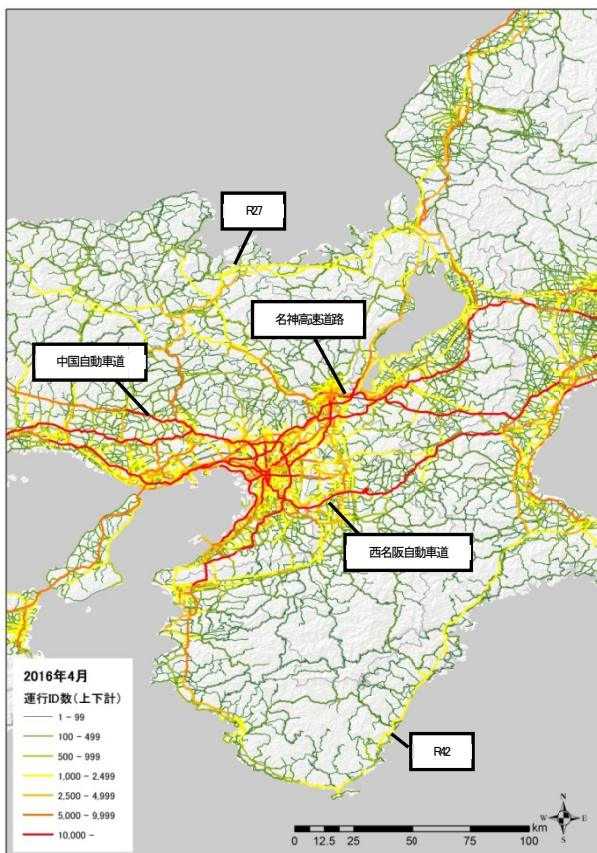 R27
名神高速道路
中国自動車道
西名阪自動車道
R42
2016年4月
運行ID数(上下計)
1 - 99
100 - 499
500 - 999
1,000 - 2,499
2,500 - 4,999
5,000 - 9,999
10,000 -
N
W E
S
km
0 12.5 25 50 75 100